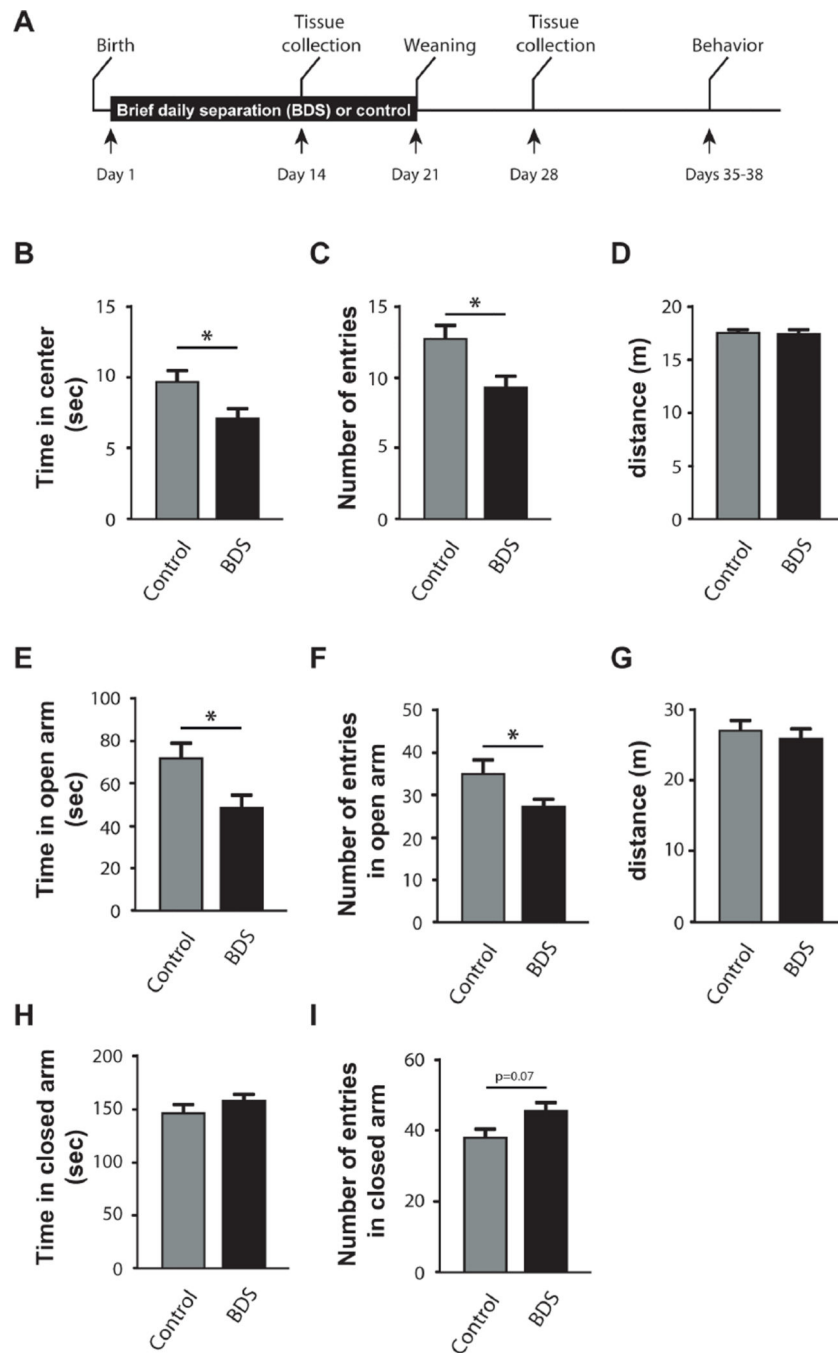 A
Birth
Tissue
collection
Weaning
Tissue
collection
Behavior
Brief daily separation (BDS) or control
Day 1
Day 14
Day 21
Day 28
Days 35-38
B
Time in center
(sec)
15
10
5
0
*
Control
BDS
C
Number of entries
15
10
5
0
*
Control
BDS
D
distance (m)
20
15
10
5
0
Control
BDS
E
Time in open arm
(sec)
100
80
60
40
20
0
*
Control
BDS
F
Number of entries
in open arm
50
40
30
20
10
0
*
Control
BDS
G
distance (m)
30
20
10
0
Control
BDS
H
Time in closed arm
(sec)
200
150
100
50
0
Control
BDS
I
Number of entries
in closed arm
60
40
20
0
p=0.07
Control
BDS